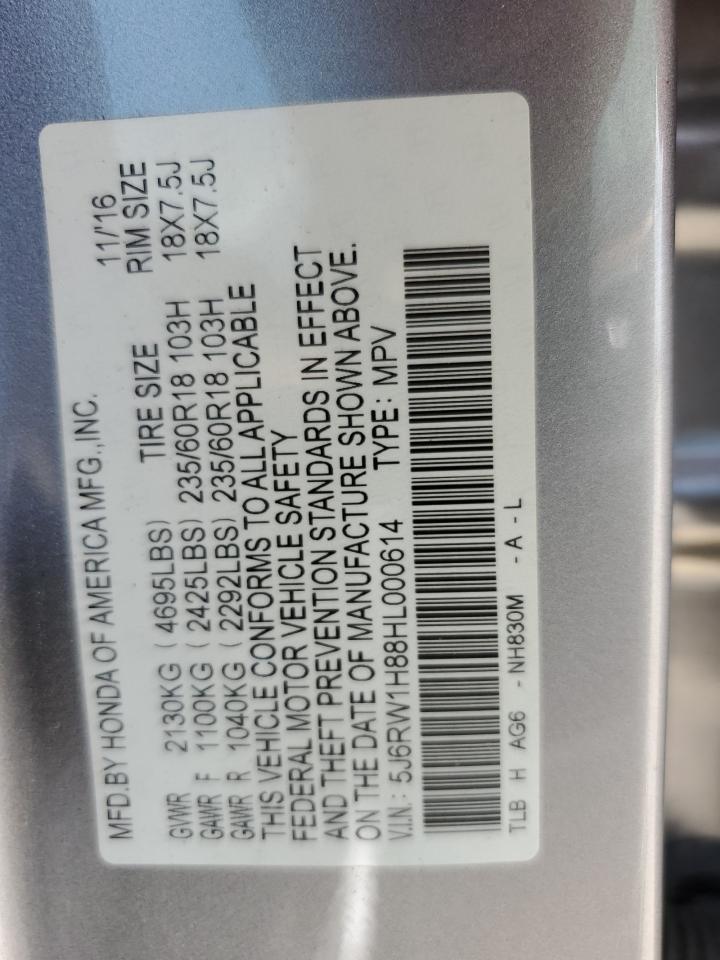 MFD.BY HONDA OF AMERICA MFG.,INC. 11/'16
TIRE SIZE RIM SIZE
GVWR 2130KG ( 4695LBS)
GAWR F 1100KG ( 2425LBS) 235/60R18 103H 18X7.5J
GAWR R 1040KG ( 2292LBS) 235/60R18 103H 18X7.5J
THIS VEHICLE CONFORMS TO ALL APPLICABLE
FEDERAL MOTOR VEHICLE SAFETY
AND THEFT PREVENTION STANDARDS IN EFFECT
ON THE DATE OF MANUFACTURE SHOWN ABOVE.
V.I.N.: 5J6RW1H88HL000614 TYPE: MPV
TLB H AG6 - NH830M - A - L